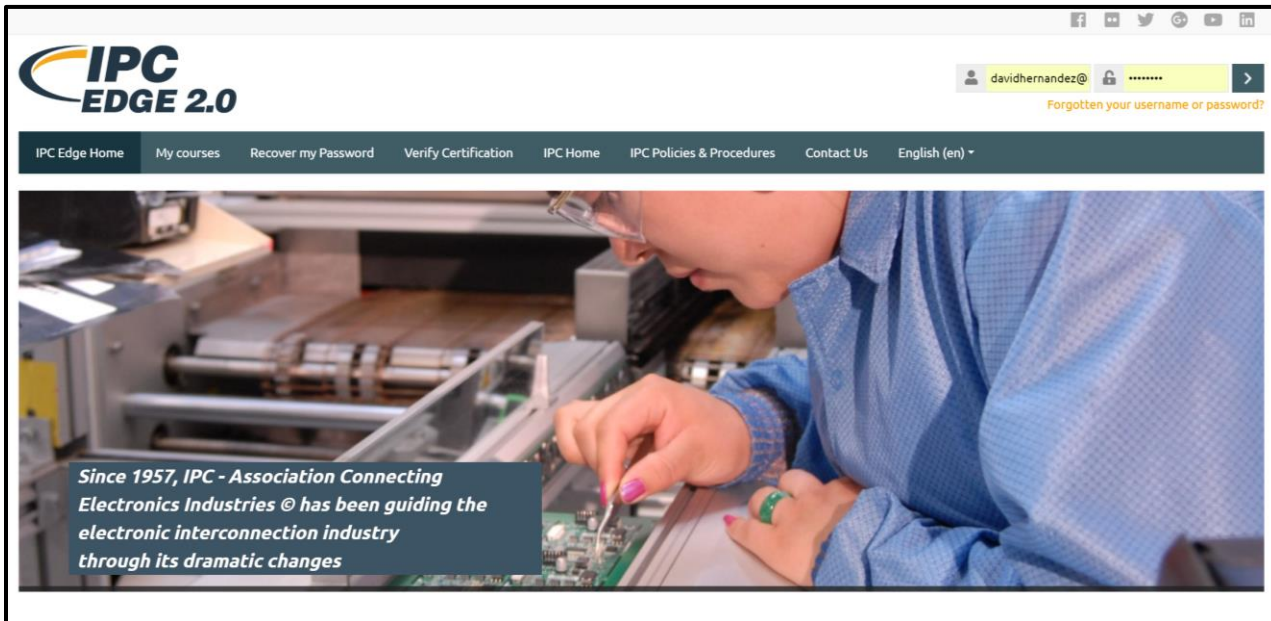 IPC
EDGE 2.0
davidhernandez@
Forgotten your username or password?
IPC Edge Home My courses Recover my Password Verify Certification IPC Home IPC Policies & Procedures Contact Us English (en)
Since 1957, IPC - Association Connecting
Electronics Industries © has been guiding the
electronic interconnection industry
through its dramatic changes